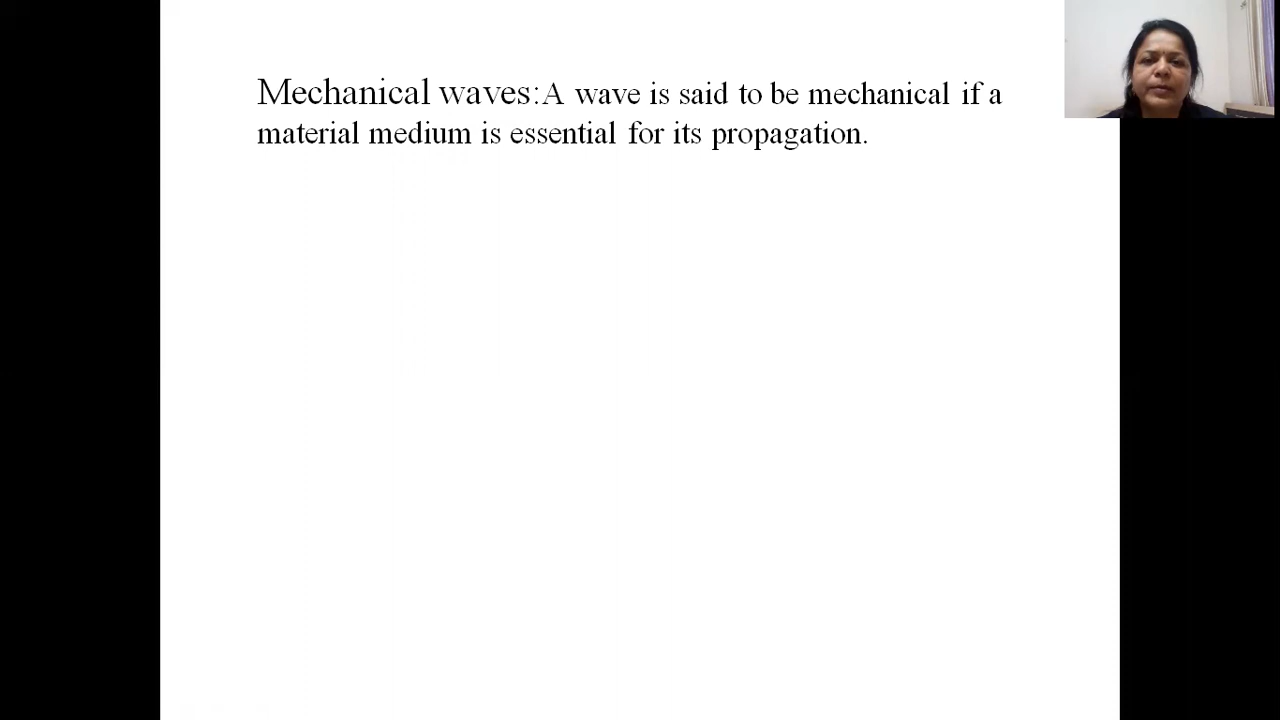 Mechanical waves:A wave is said to be mechanical if a
material medium is essential for its propagation.